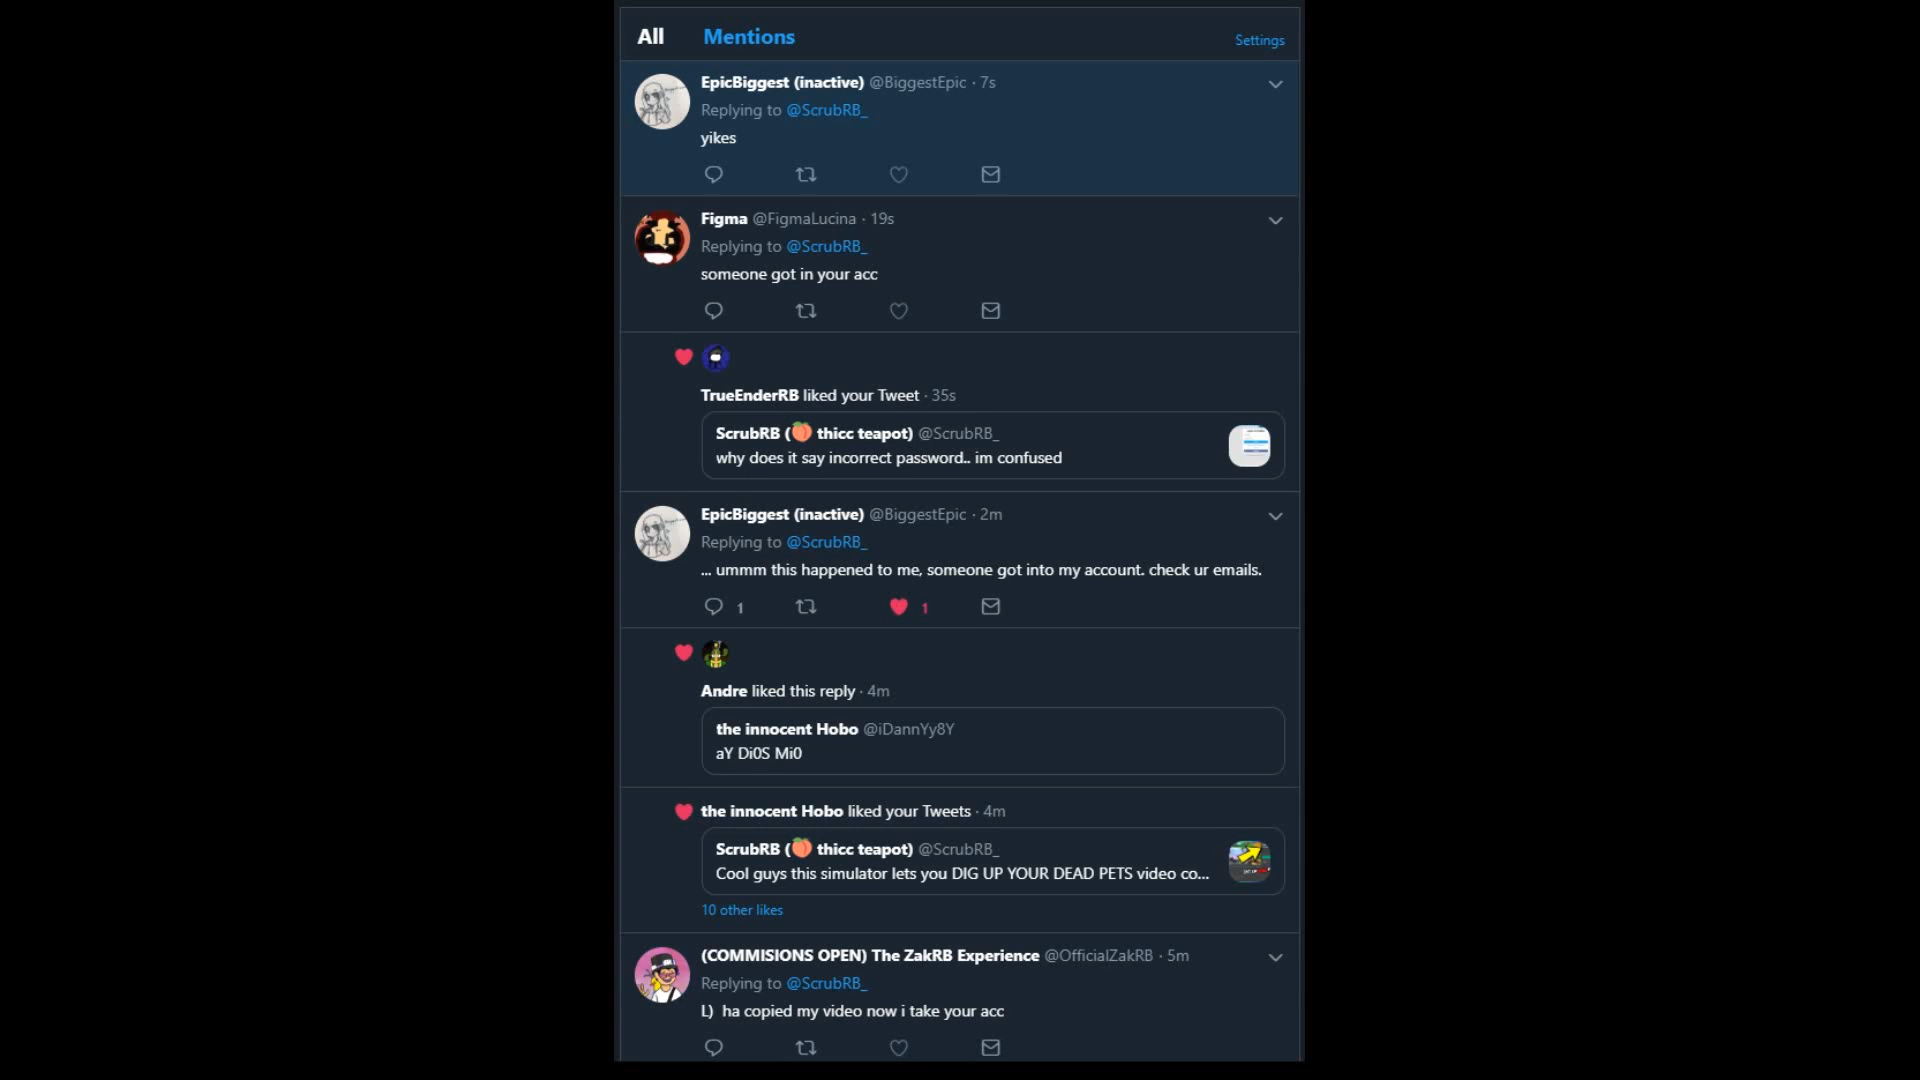 All Mentions Settings
EpicBiggest (inactive) @BiggestEpic · 7s
Replying to @ScrubRB_
yikes
Figma @FigmaLucina · 19s
Replying to @ScrubRB_
someone got in your acc
TrueEnderRB liked your Tweet · 35s
ScrubRB (🍑 thicc teapot) @ScrubRB_
why does it say incorrect password.. im confused
EpicBiggest (inactive) @BiggestEpic · 2m
Replying to @ScrubRB_
... ummm this happened to me, someone got into my account. check ur emails.
1 1
Andre liked this reply · 4m
the innocent Hobo @iDannYy8Y
aY Di0S Mi0
the innocent Hobo liked your Tweets · 4m
ScrubRB (🍑 thicc teapot) @ScrubRB_
Cool guys this simulator lets you DIG UP YOUR DEAD PETS video co...
10 other likes
(COMMISIONS OPEN) The ZakRB Experience @OfficialZakRB · 5m
Replying to @ScrubRB_
L) ha copied my video now i take your acc